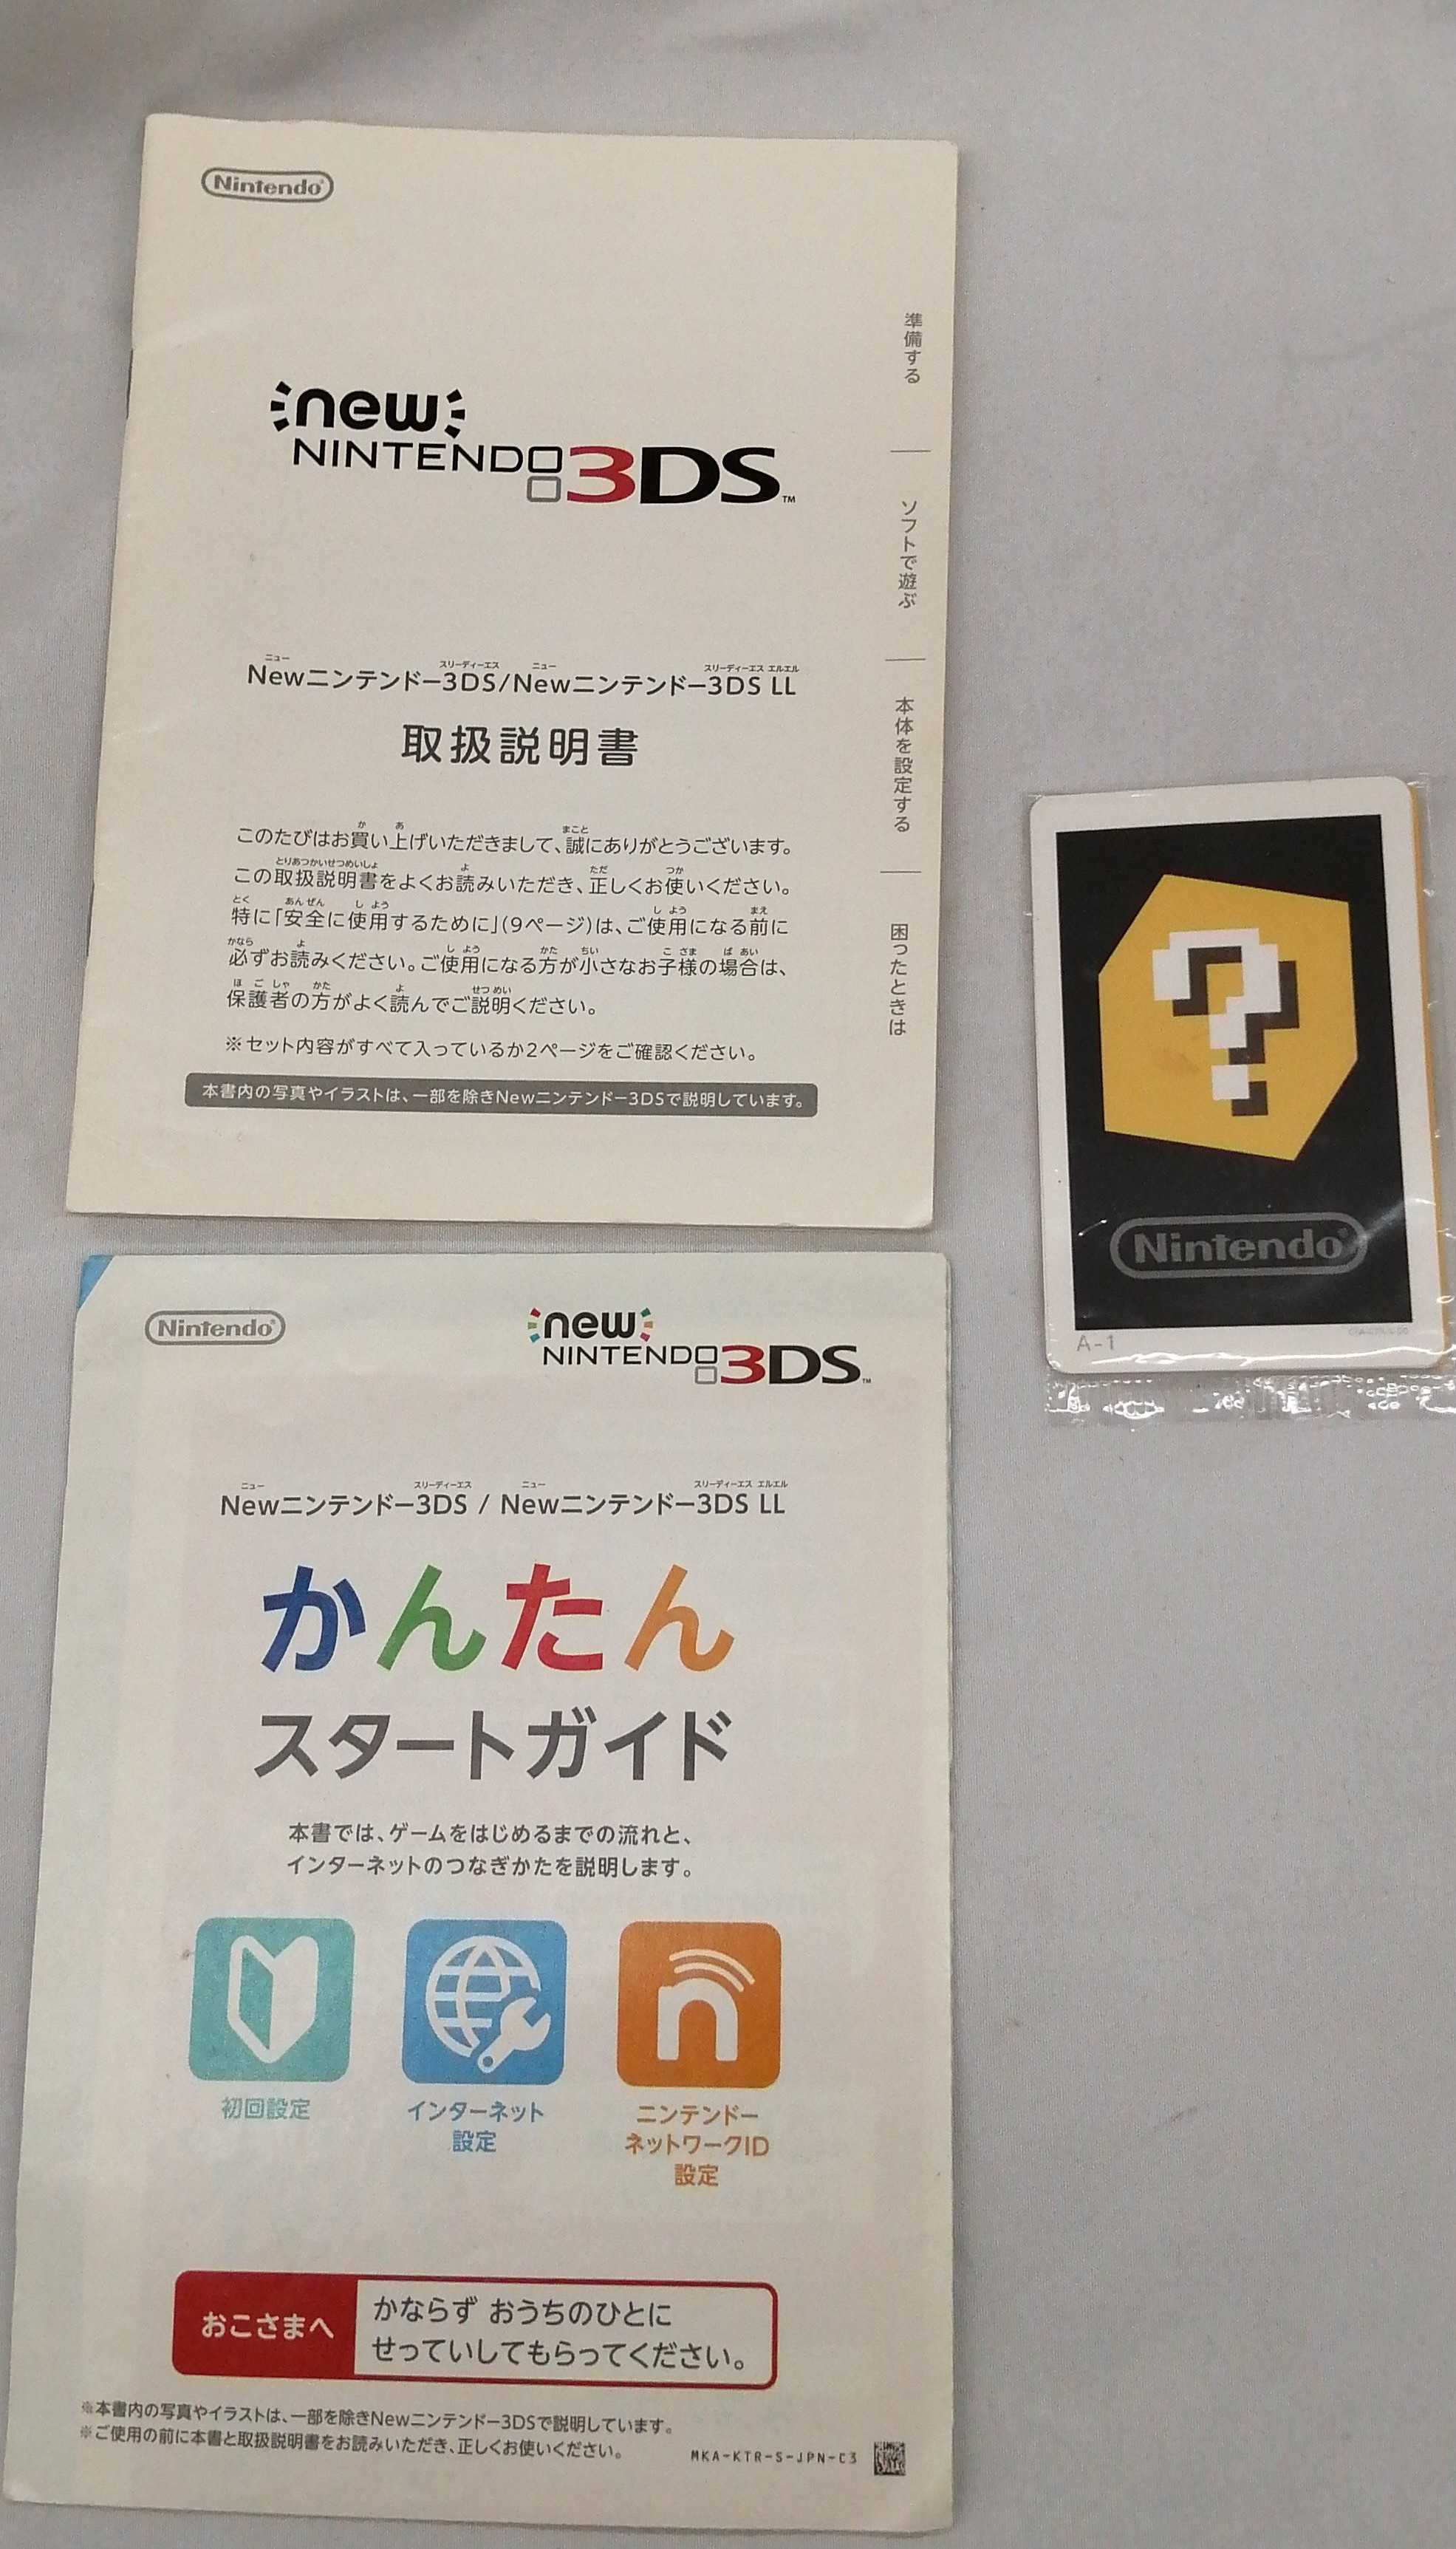 Nintendo
new
NINTENDO 3DS™
Newニンテンドー3DS/Newニンテンドー3DS LL
取扱説明書
このたびはお買い上げいただきまして、誠にありがとうございます。
この取扱説明書をよくお読みいただき、正しくお使いください。
特に「安全に使用するために」(9ページ)は、ご使用になる前に
必ずお読みください。ご使用になる方が小さなお子様の場合は、
保護者の方がよく読んでご説明ください。
※セット内容がすべて入っているか2ページをご確認ください。
本書内の写真やイラストは、一部を除きNewニンテンドー3DSで説明しています。
準備する
ソフトで遊ぶ
本体を設定する
困ったときは
?
Nintendo
A-1
Nintendo
new
NINTENDO 3DS™
Newニンテンドー3DS / Newニンテンドー3DS LL
かんたん
スタートガイド
本書では、ゲームをはじめるまでの流れと、
インターネットのつなぎかたを説明します。
初回設定
インターネット
設定
ニンテンドー
ネットワークID
設定
おこさまへ
かならず おうちのひとに
せっていしてもらってください。
※本書内の写真やイラストは、一部を除きNewニンテンドー3DSで説明しています。
※ご使用の前に本書と取扱説明書をお読みいただき、正しくお使いください。
MKA-KTR-S-JPN-C3